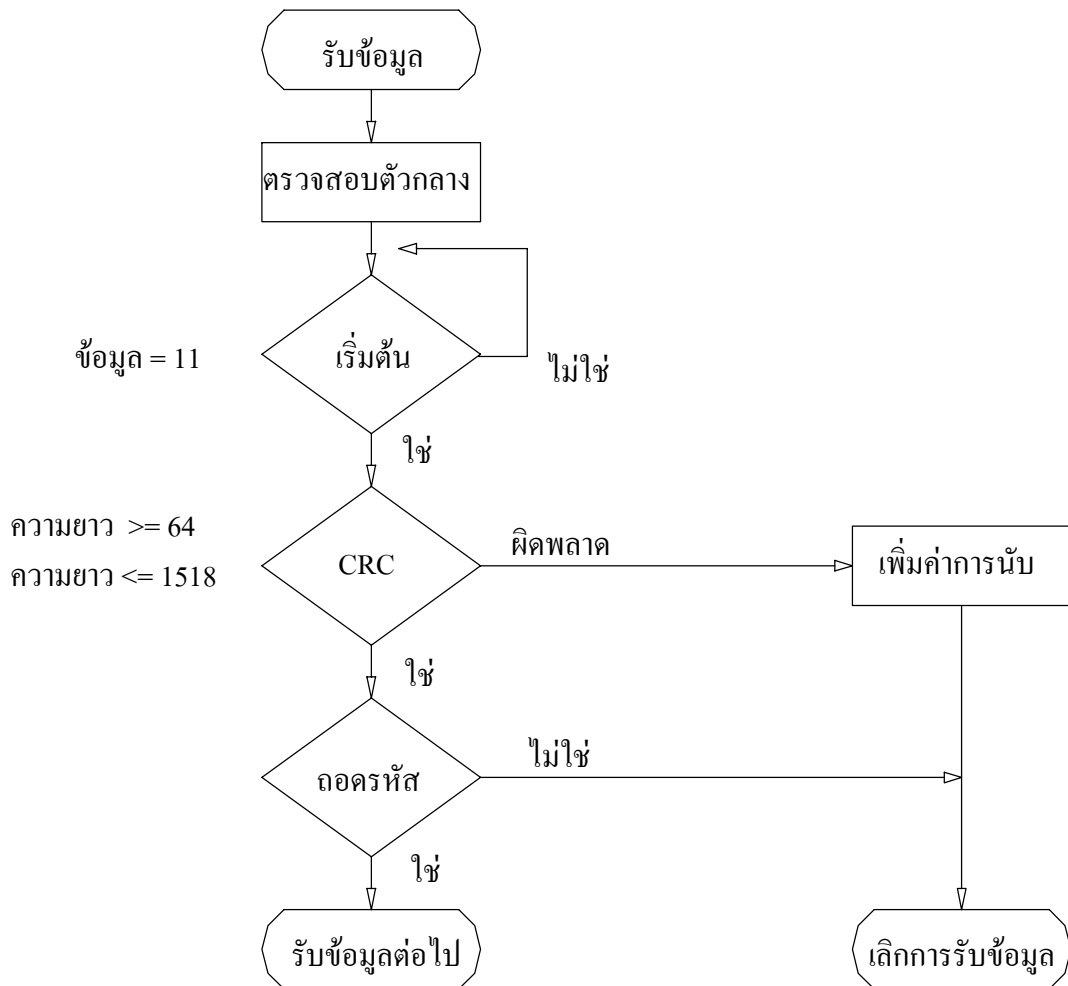 รับข้อมูล
ตรวจสอบตัวกลาง
ข้อมูล = 11
เริ่มต้น
ไม่ใช่
ใช่
ความยาว >= 64
ความยาว <= 1518
CRC
ผิดพลาด
เพิ่มค่าการนับ
ใช่
ถอดรหัส
ไม่ใช่
ใช่
รับข้อมูลต่อไป
เลิกการรับข้อมูล